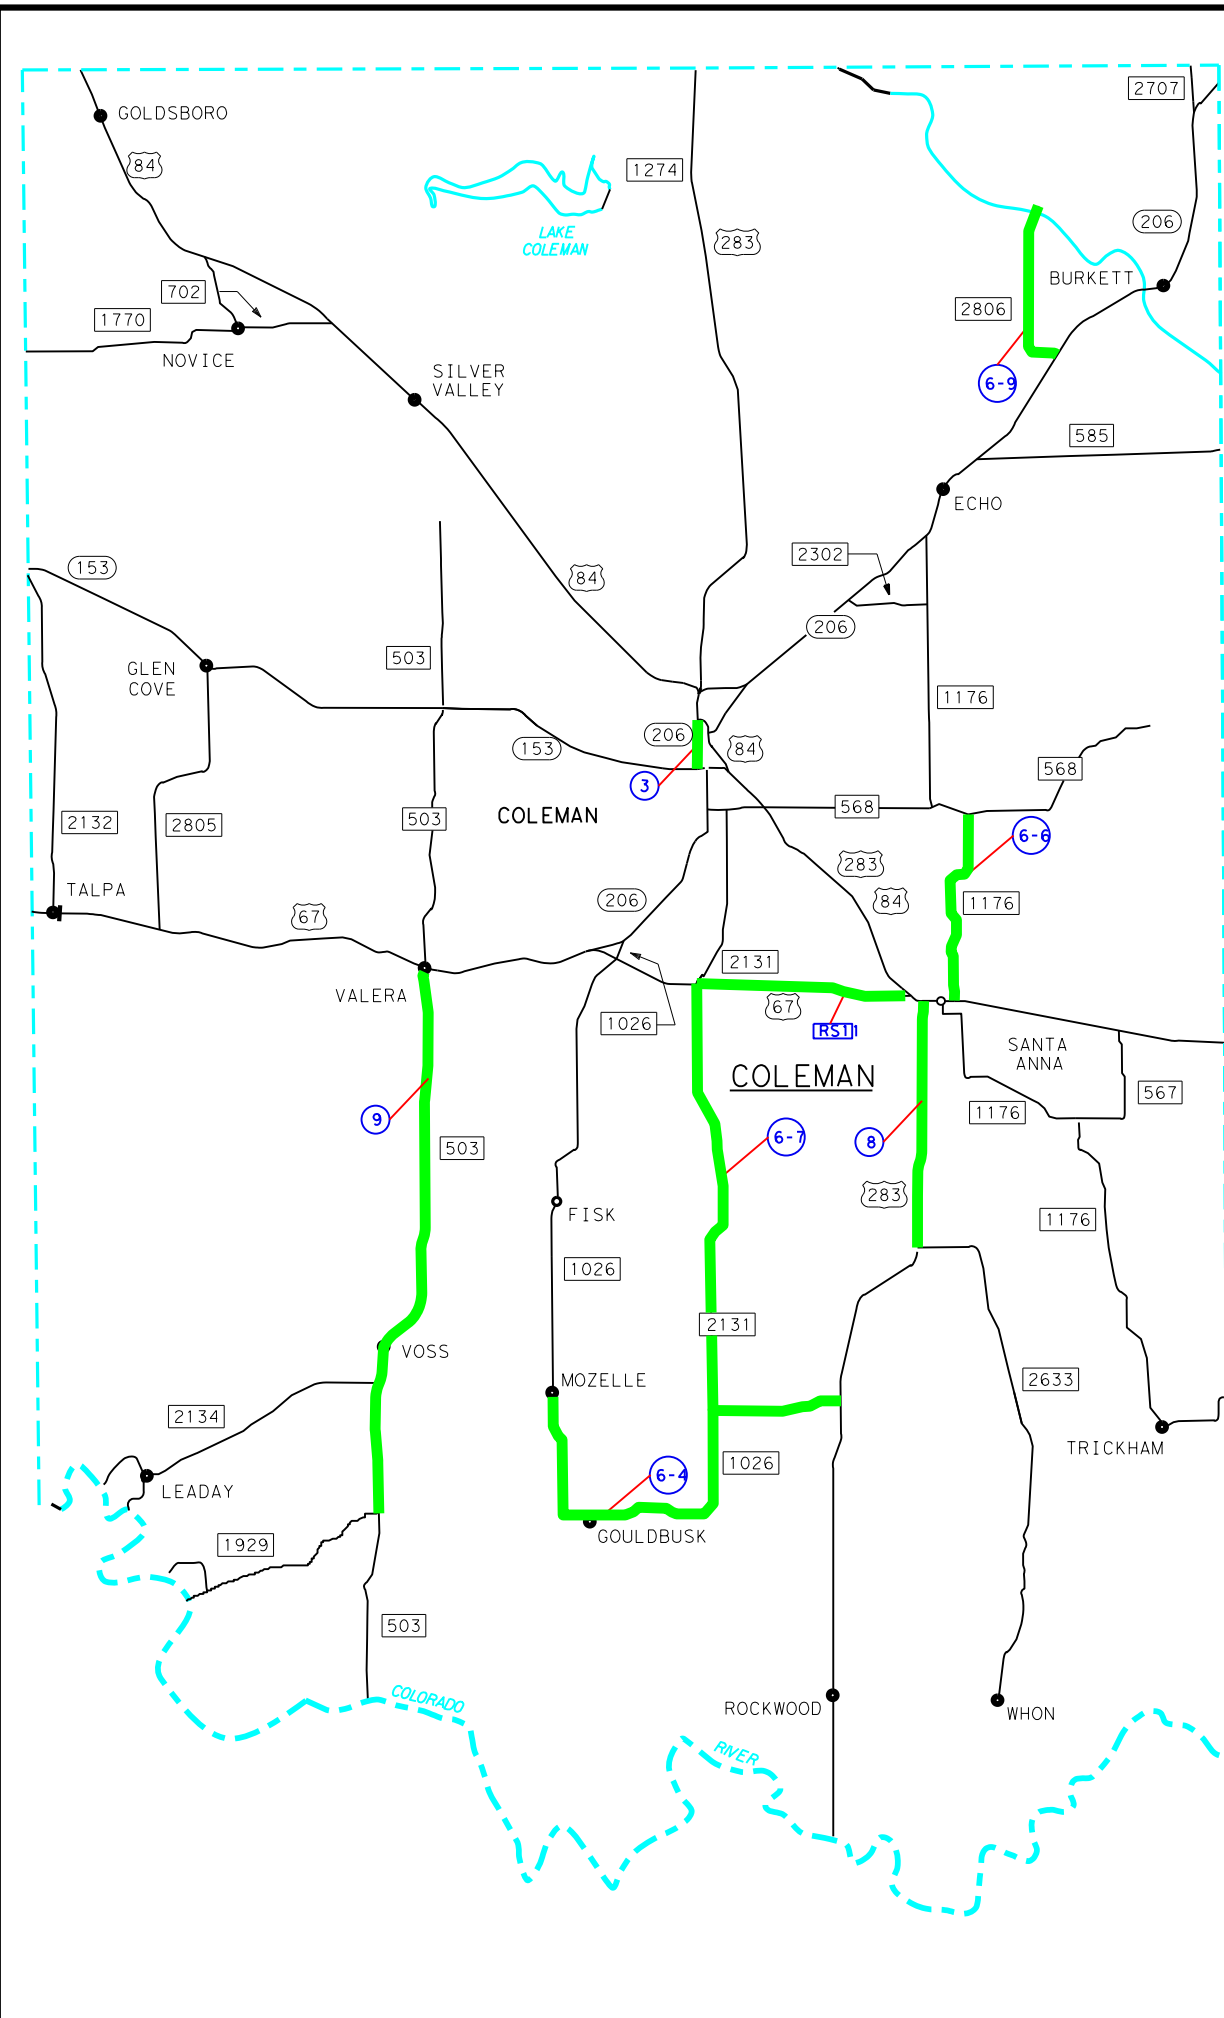 2707
GOLDSBORO
84
1274
206
LAKE
COLEMAN
283
BURKETT
702
2806
1770
NOVICE
SILVER
VALLEY
6-9
585
ECHO
2302
153
84
206
503
GLEN
COVE
1176
206
84
153
568
3
568
COLEMAN
503
2132
2805
6-6
283
TALPA
84
206
1176
67
2131
VALERA
67
1026
RS11
SANTA
ANNA
COLEMAN
567
9
1176
6-7
8
503
283
FISK
1176
1026
2131
VOSS
MOZELLE
2633
2134
TRICKHAM
1026
6-4
LEADAY
GOULDBUSK
1929
503
COLORADO
ROCKWOOD
WHON
RIVER